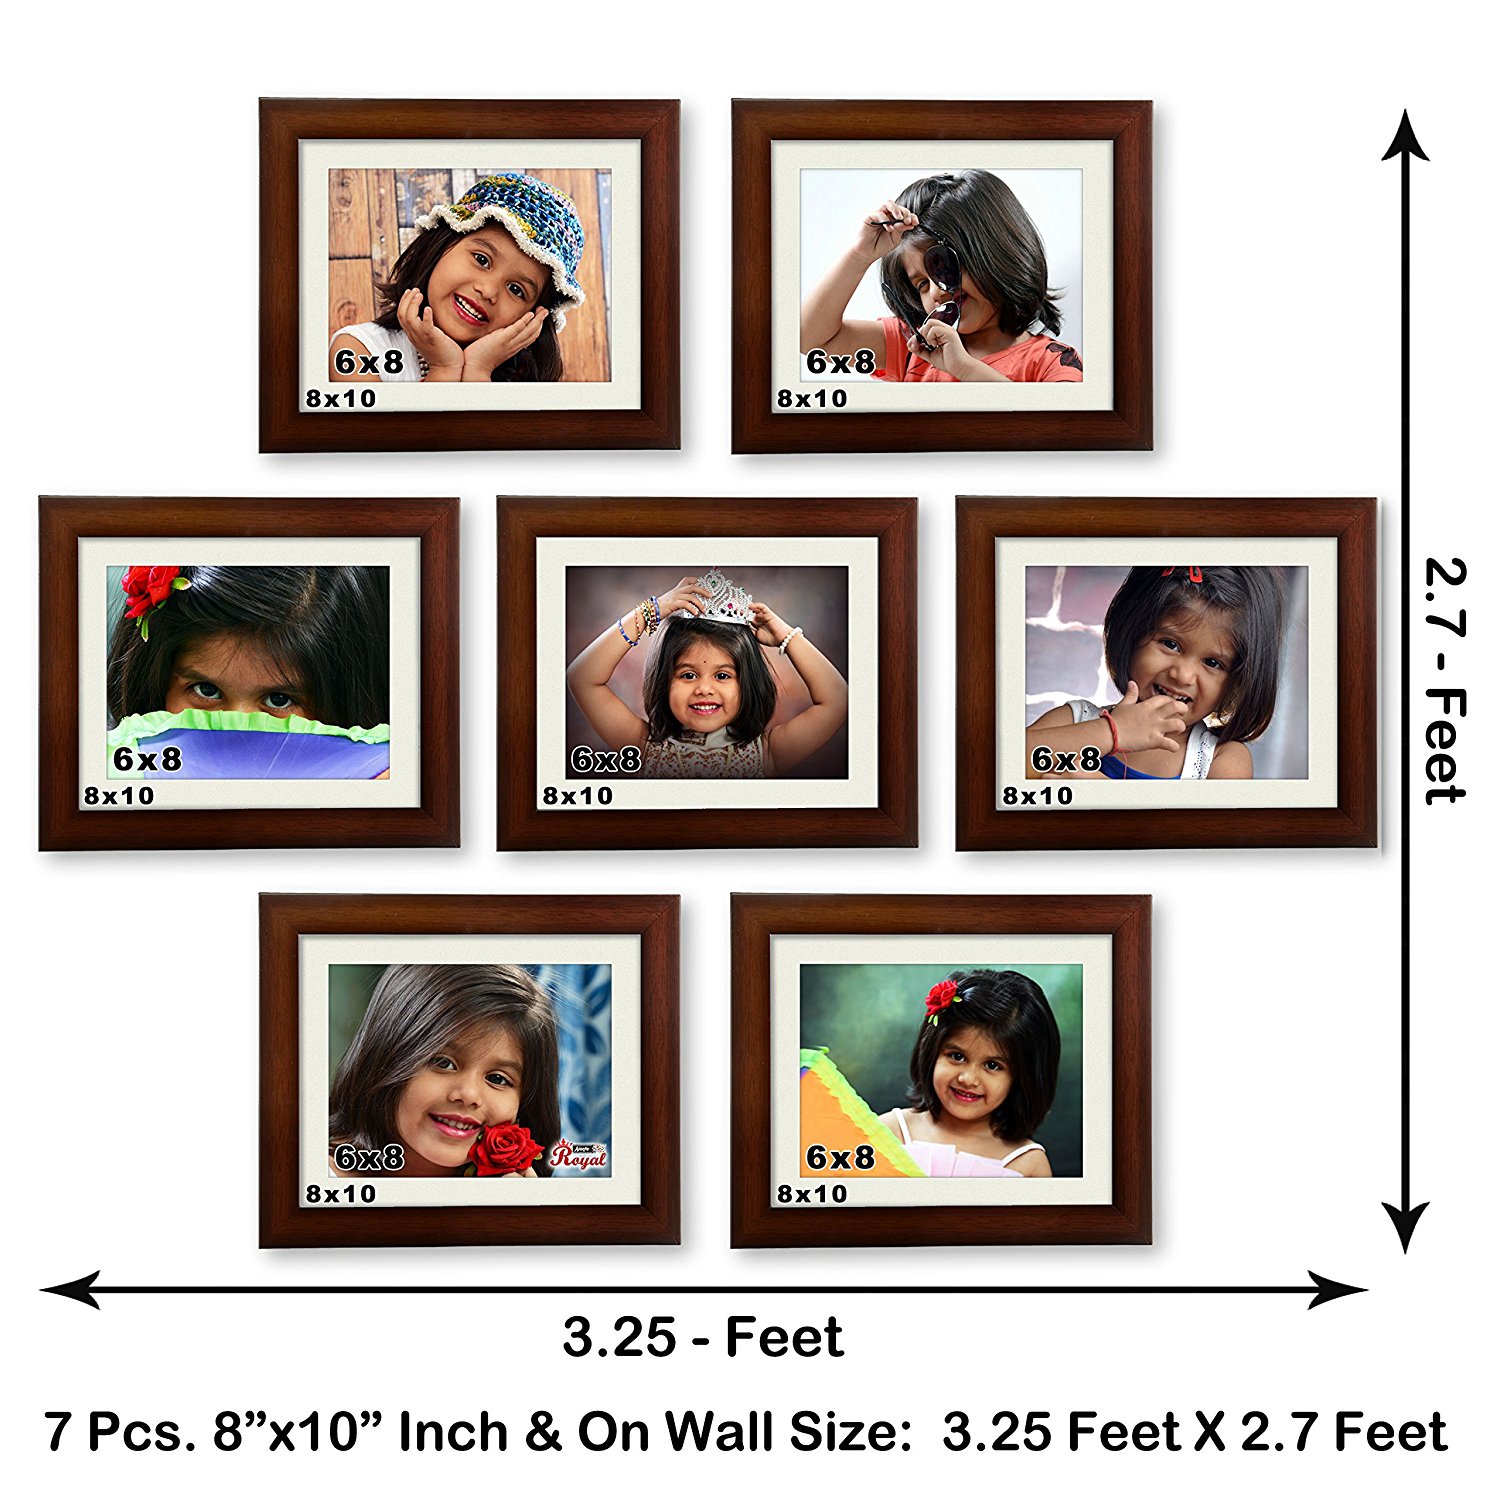 6x8
8x10
6x8
8x10
6x8
8x10
6x8
8x10
6x8
8x10
6x8
8x10
Royal
6x8
8x10
2.7 - Feet
3.25 - Feet
7 Pcs. 8”x10” Inch & On Wall Size: 3.25 Feet X 2.7 Feet